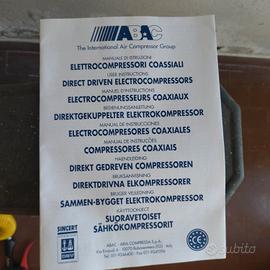 ABAC
The International Air Compressor Group
MANUALE DI ISTRUZIONI
ELETTROCOMPRESSORI COASSIALI
USER INSTRUCTIONS
DIRECT DRIVEN ELECTROCOMPRESSORS
MANUEL D'INSTRUCTIONS
ELECTROCOMPRESSEURS COAXIAUX
BEDIENUNGSANLEITUNG
DIREKTGEKUPPELTER ELEKTROKOMPRESSOR
MANUAL DE INSTRUCCIONES
ELECTROCOMPRESORES COAXIALES
MANUAL DE INSTRUÇÕES
COMPRESSORES COAXIAIS
HANDLEIDING
DIREKT GEDREVEN COMPRESSOREN
BRUKSANVISNING
DIREKTDRIVNA ELKOMPRESSORER
BRUGER VEJLEDNING
SAMMEN-BYGGET ELEKTROKOMPRESSOR
KÄYTTÖOHJEET
SUORAVETOISET
SÄHKÖKOMPRESSORIT
SINCERT
ABAC - ARIA COMPRESSA S.p.A.
CE
subito